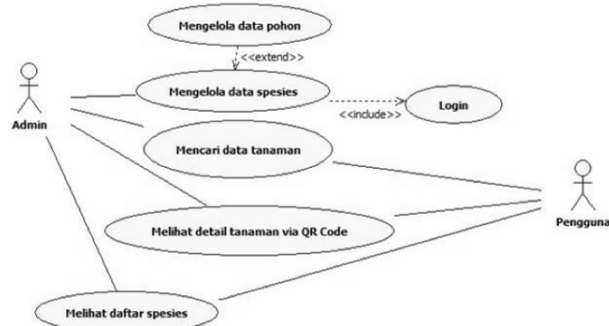 Mengelola data pohon
<<extend>>
Mengelola data spesies
<<include>>
Login
Admin
Mencari data tanaman
Pengguna
Melihat detail tanaman via QR Code
Melihat daftar spesies